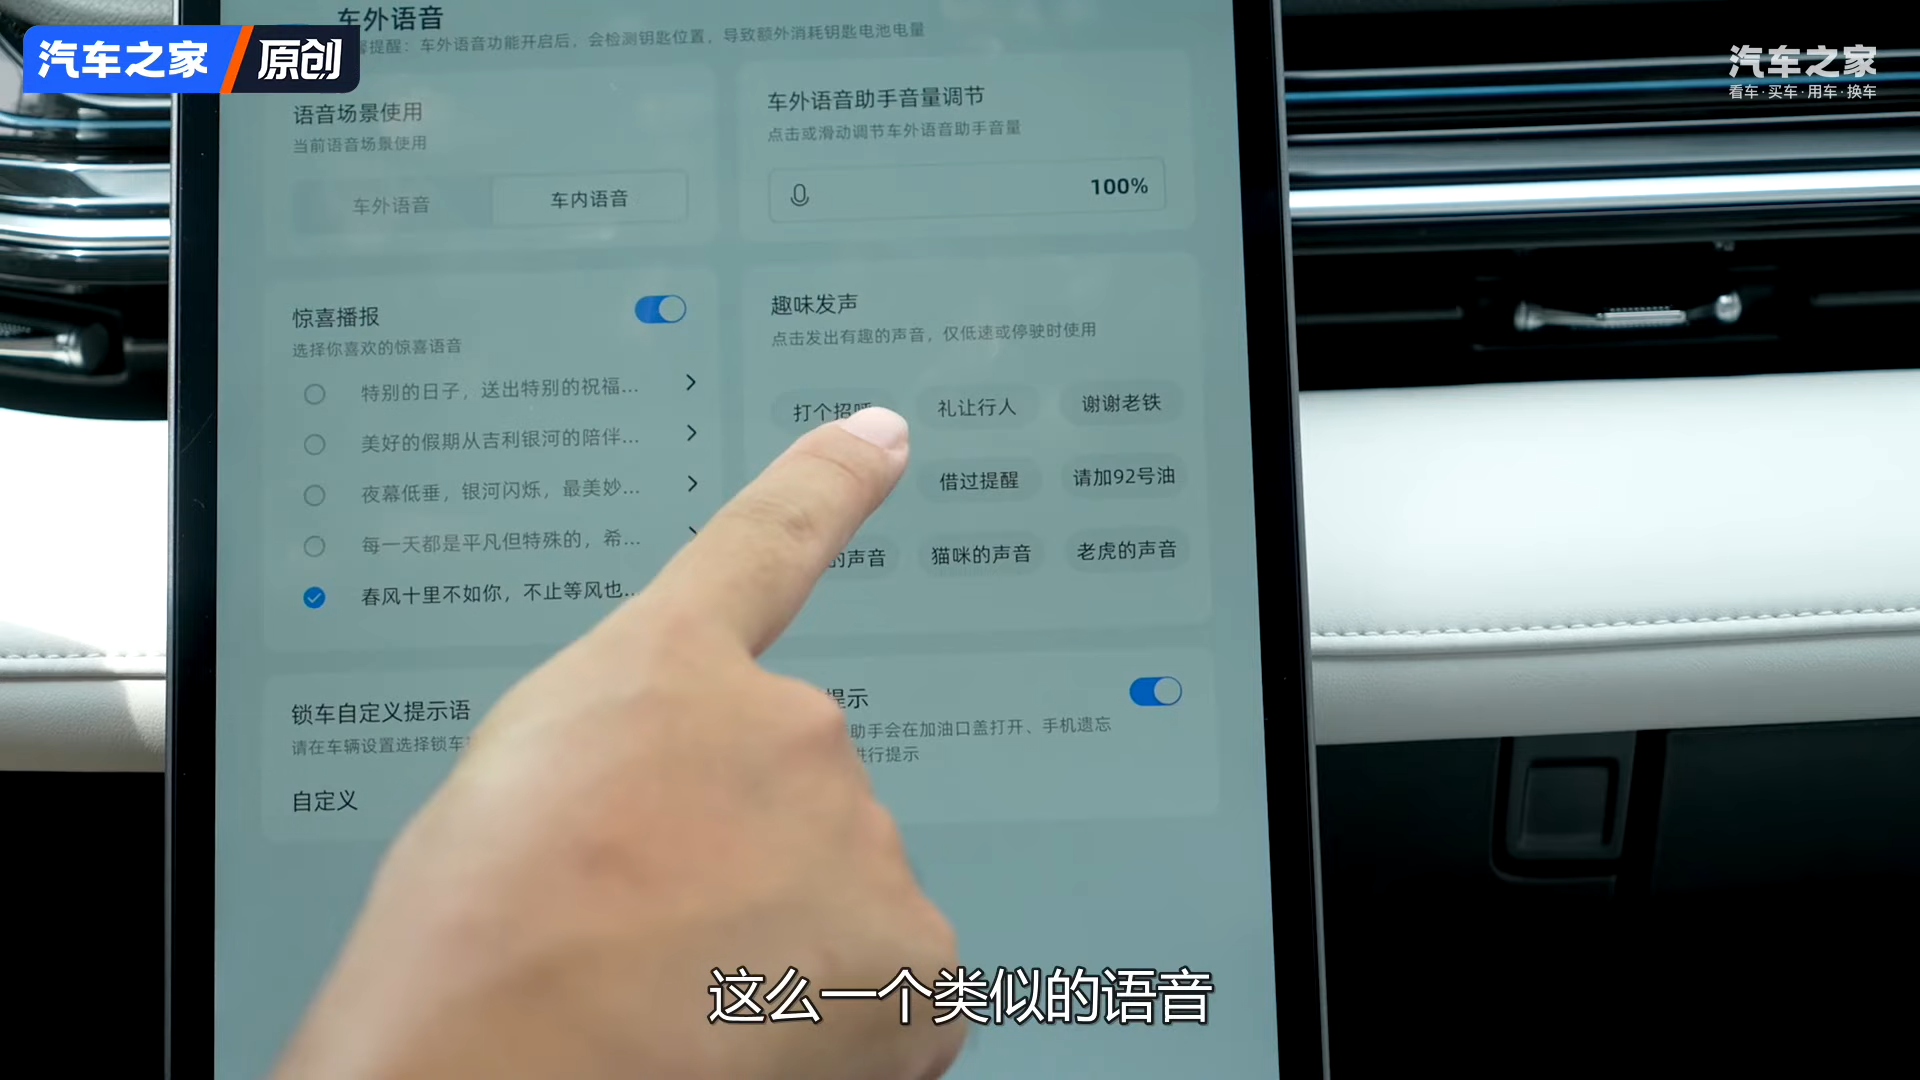 汽车之家 原创
汽车之家
看车·买车·用车·换车
车外语音
提醒：车外语音功能开启后，会检测钥匙位置，导致额外消耗钥匙电池电量
语音场景使用
当前语音场景使用
车外语音
车内语音
车外语音助手音量调节
点击或滑动调节车外语音助手音量
100%
惊喜播报
选择你喜欢的惊喜语音
特别的日子，送出特别的祝福...
美好的假期从吉利银河的陪伴...
夜幕低垂，银河闪烁，最美妙...
每一天都是平凡但特殊的，希...
春风十里不如你，不止等风也...
趣味发声
点击发出有趣的声音，仅低速或停驶时使用
打个招呼
礼让行人
谢谢老铁
借过提醒
请加92号油
的声音
猫咪的声音
老虎的声音
锁车自定义提示语
请在车辆设置选择锁车
自定义
提示
助手会在加油口盖打开、手机遗忘
进行提示
这么一个类似的语音